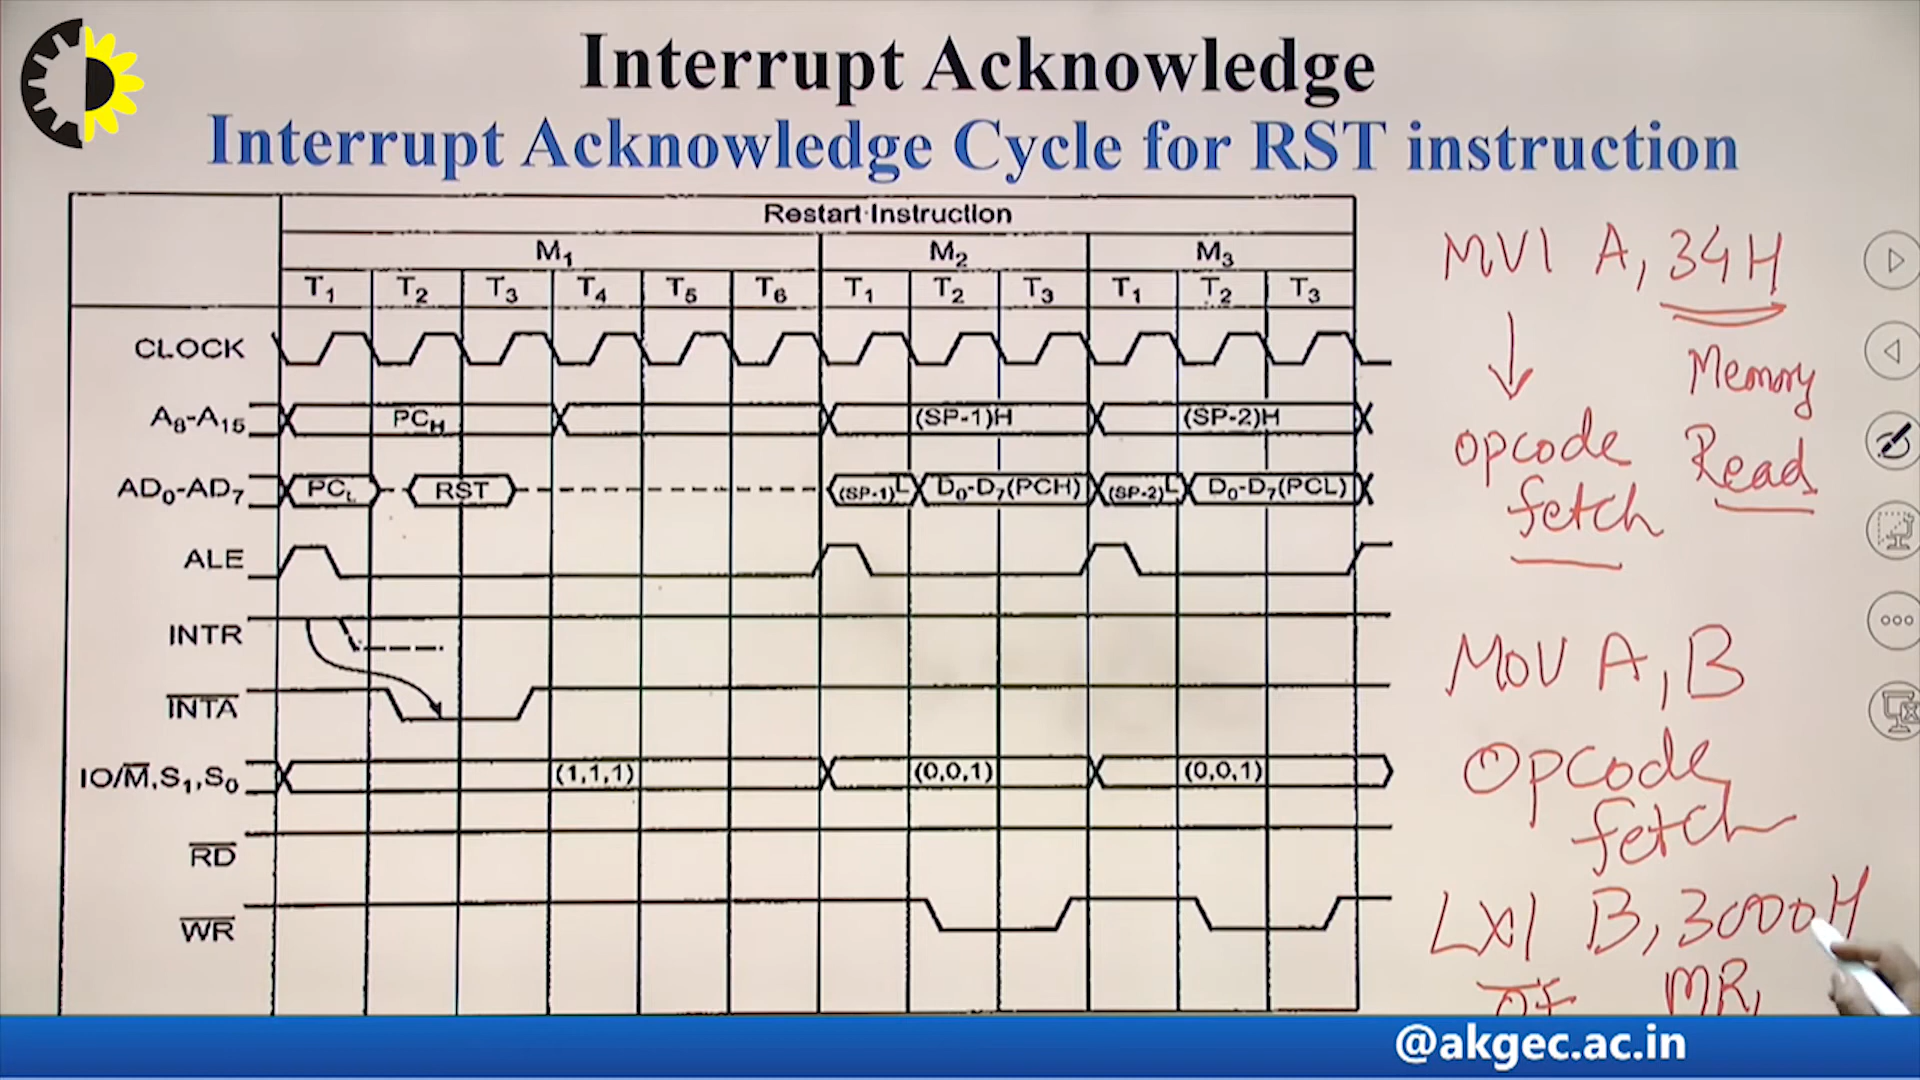 Interrupt Acknowledge
Interrupt Acknowledge Cycle for RST instruction
Restart Instruction
M1 M2 M3
T1 T2 T3 T4 T5 T6 T1 T2 T3 T1 T2 T3
CLOCK
A8-A15 PCH (SP-1)H (SP-2)H
AD0-AD7 PCL RST (SP-1)L D0-D7(PCH) (SP-2)L D0-D7(PCL)
ALE
INTR
INTA
IO/M,S1,S0 (1,1,1) (0,0,1) (0,0,1)
RD
WR
MVI A, 34H
Memory
Read
opcode
fetch
MOV A, B
Opcode
fetch
LXI B, 3000H
OF MR,
@akgec.ac.in